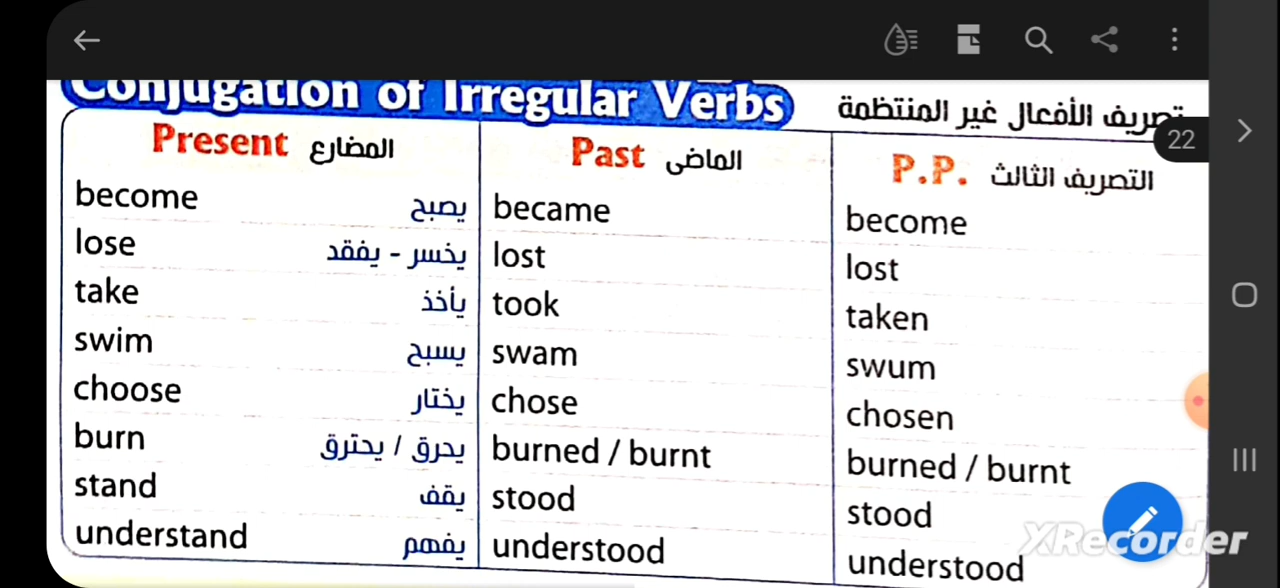 Conjugation of Irregular Verbs تصريف الأفعال غير المنتظمة
22
Present المضارع Past الماضى P.P. التصريف الثالث
become يصبح became become
lose يخسر - يفقد lost lost
take يأخذ took taken
swim يسبح swam swum
choose يختار chose chosen
burn يحرق / يحترق burned / burnt burned / burnt
stand يقف stood stood
understand يفهم understood understood
XRecorder